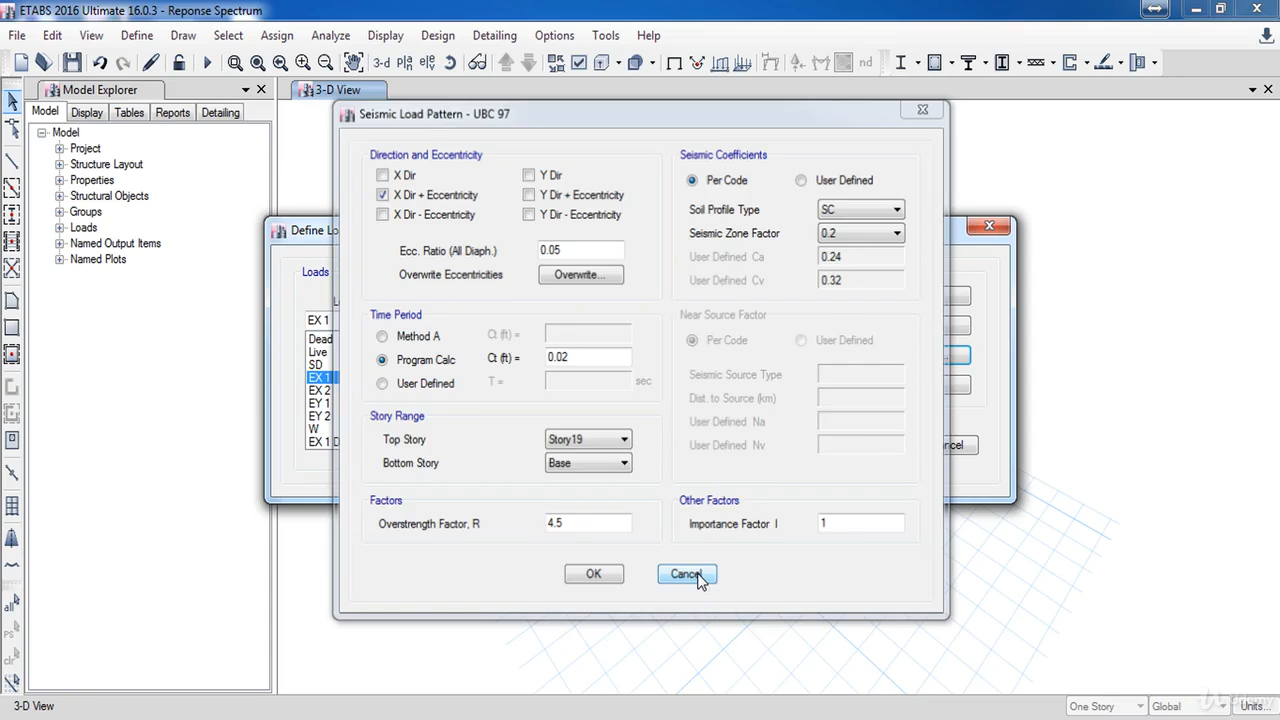 ETABS 2016 Ultimate 16.0.3 - Reponse Spectrum
File Edit View Define Draw Select Assign Analyze Display Design Detailing Options Tools Help
3-d nd
Model Explorer
3-D View
Model Display Tables Reports Detailing
Model
Project
Structure Layout
Properties
Structural Objects
Groups
Loads
Named Output Items
Named Plots
Define Lo
Loads
EX 1
Dead
Live
SD
EX 1
EX 2
EY 1
EY 2
W
EX 1 D
cel
Seismic Load Pattern - UBC 97
Direction and Eccentricity
X Dir Y Dir
X Dir + Eccentricity Y Dir + Eccentricity
X Dir - Eccentricity Y Dir - Eccentricity
Ecc. Ratio (All Diaph.) 0.05
Overwrite Eccentricities Overwrite...
Time Period
Method A Ct (ft) =
Program Calc Ct (ft) = 0.02
User Defined T = sec
Story Range
Top Story Story19
Bottom Story Base
Factors
Overstrength Factor, R 4.5
Seismic Coefficients
Per Code User Defined
Soil Profile Type SC
Seismic Zone Factor 0.2
User Defined Ca 0.24
User Defined Cv 0.32
Near Source Factor
Per Code User Defined
Seismic Source Type
Dist. to Source (km)
User Defined Na
User Defined Nv
Other Factors
Importance Factor I 1
OK Cancel
3-D View
One Story Global Units...
Udemy